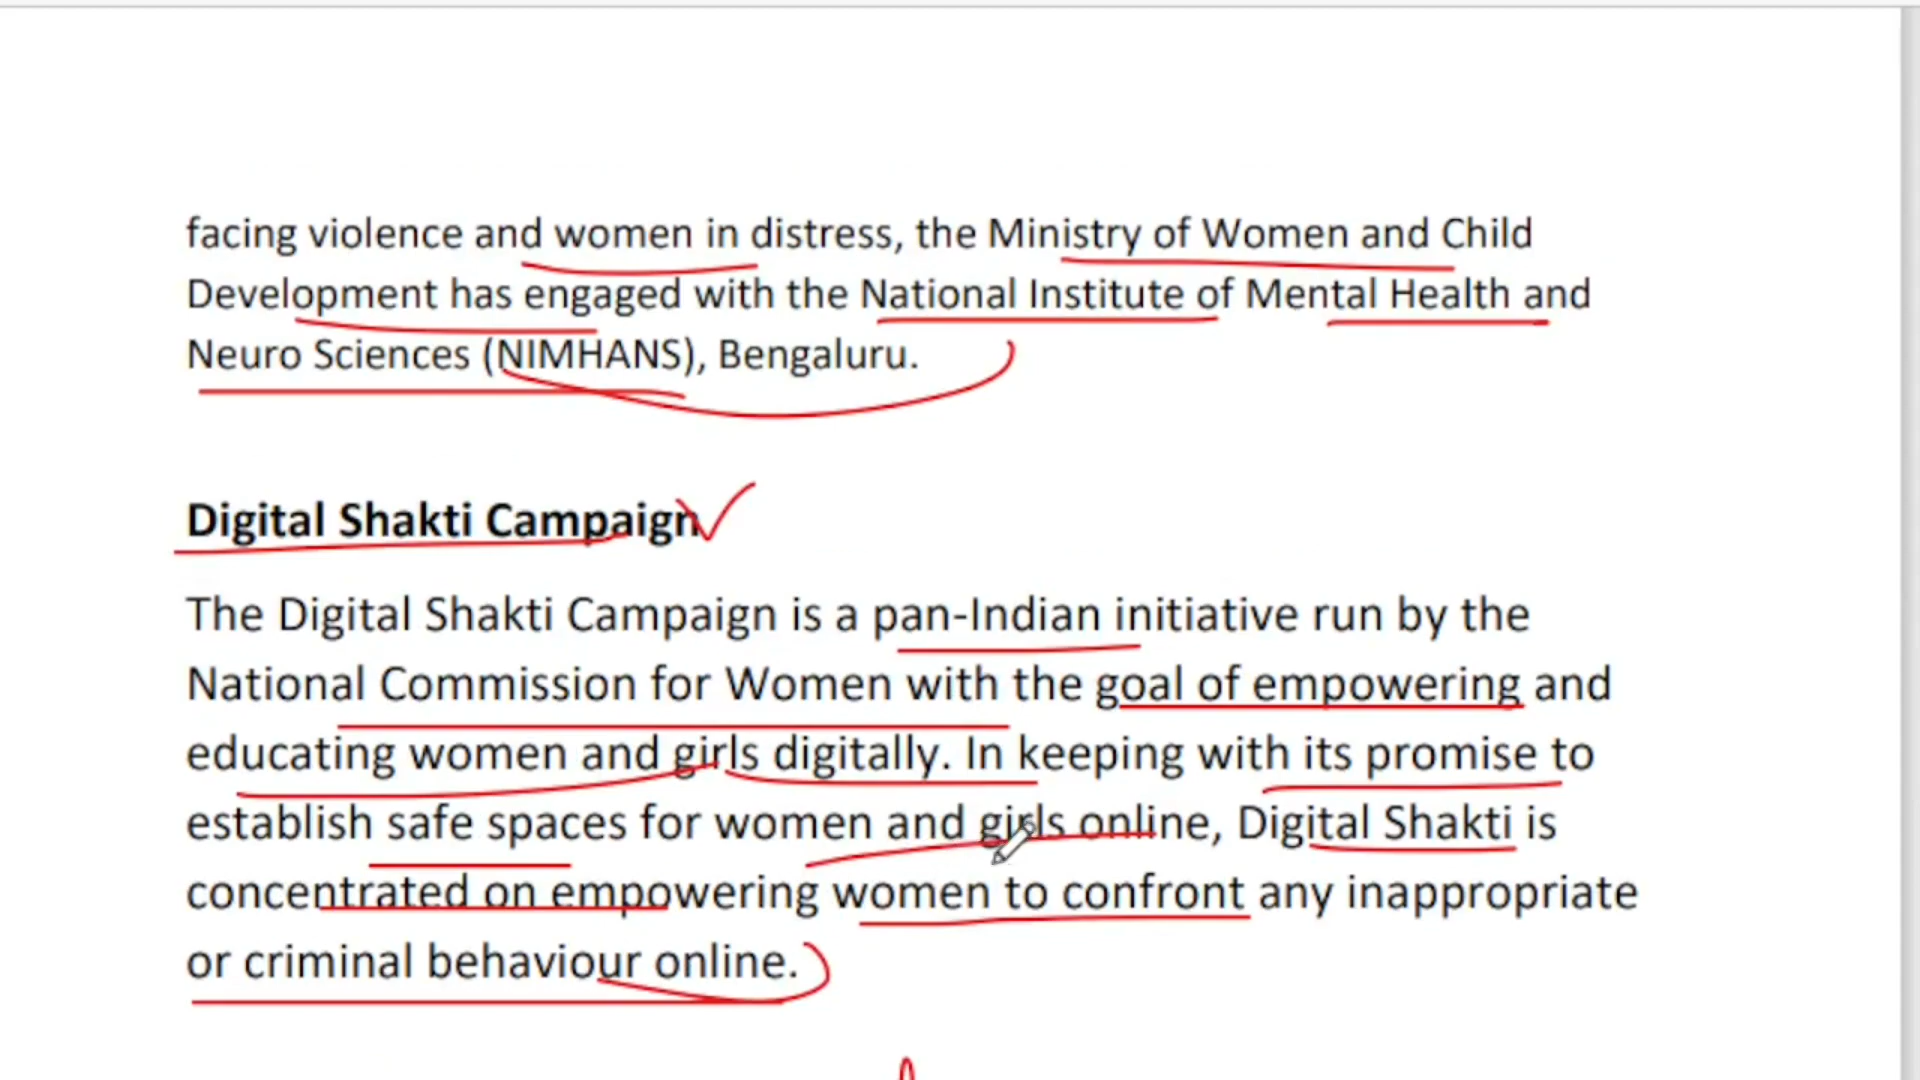 facing violence and women in distress, the Ministry of Women and Child
Development has engaged with the National Institute of Mental Health and
Neuro Sciences (NIMHANS), Bengaluru.
Digital Shakti Campaign
The Digital Shakti Campaign is a pan-Indian initiative run by the
National Commission for Women with the goal of empowering and
educating women and girls digitally. In keeping with its promise to
establish safe spaces for women and girls online, Digital Shakti is
concentrated on empowering women to confront any inappropriate
or criminal behaviour online.